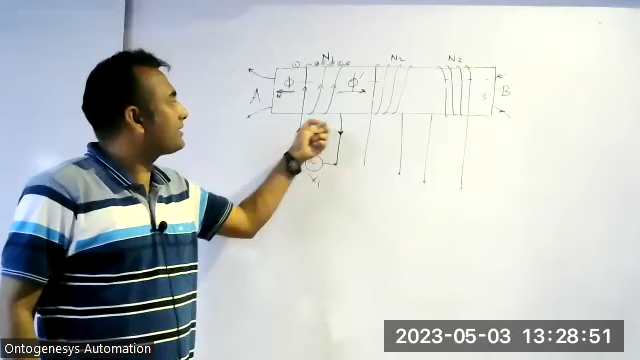 N₁ N₂ N₂
A Φ Φ' B
N S
Ontogenesys Automation
2023-05-03 13:28:51